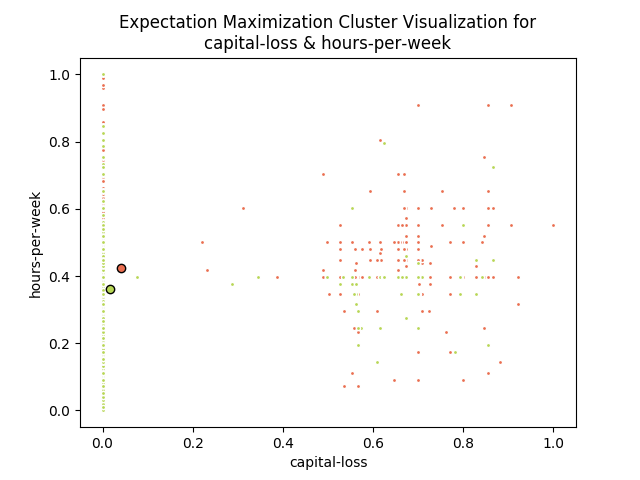 Expectation Maximization Cluster Visualization for
capital-loss & hours-per-week
1.0
0.8
0.6
0.4
0.2
0.0
hours-per-week
0.0 0.2 0.4 0.6 0.8 1.0
capital-loss